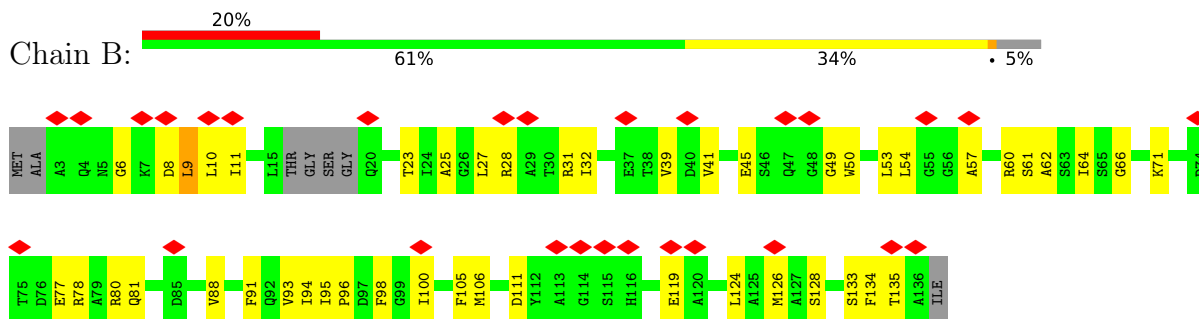 20%
Chain B:
61% 34% • 5%
MET ALA A3 Q4 N5 G6 K7 D8 L9 L10 I11 L15 THR GLY SER GLY Q20 T23 I24 A25 G26 L27 R28 A29 T30 R31 I32 E37 T38 V39 D40 V41 E45 S46 Q47 G48 G49 W50 L53 L54 G55 G56 A57 R60 S61 A62 S63 I64 S65 G66 K71
T75 D76 E77 R78 A79 R80 Q81 D85 V88 F91 Q92 V93 I94 I95 P96 D97 F98 G99 I100 F105 M106 D111 Y112 A113 G114 S115 H116 E119 A120 L124 A125 M126 A127 S128 S133 F134 T135 A136 ILE